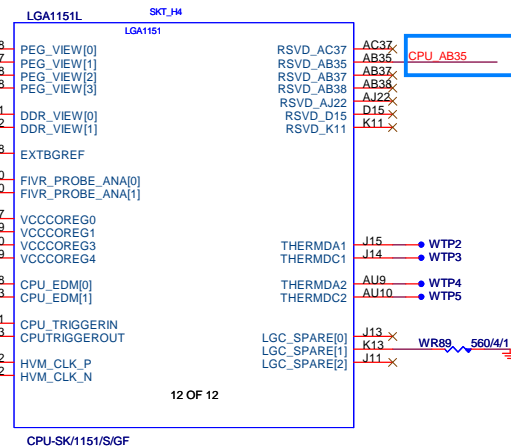 LGA1151L SKT_H4
LGA1151
PEG_VIEW[0] RSVD_AC37 AC37
PEG_VIEW[1] RSVD_AB35 AB35 CPU_AB35
PEG_VIEW[2] RSVD_AB37 AB37
PEG_VIEW[3] RSVD_AB38 AB38
RSVD_AJ22 AJ22
DDR_VIEW[0] RSVD_D15 D15
DDR_VIEW[1] RSVD_K11 K11
EXTBGREF
FIVR_PROBE_ANA[0]
FIVR_PROBE_ANA[1]
VCCCOREG0
VCCCOREG1
VCCCOREG3 THERMDA1 J15 WTP2
VCCCOREG4 THERMDC1 J14 WTP3
CPU_EDM[0] THERMDA2 AU9 WTP4
CPU_EDM[1] THERMDC2 AU10 WTP5
CPU_TRIGGERIN
CPUTRIGGEROUT LGC_SPARE[0] J13
LGC_SPARE[1] K13 WR89 560/4/1
HVM_CLK_P LGC_SPARE[2] J11
HVM_CLK_N
12 OF 12
CPU-SK/1151/S/GF